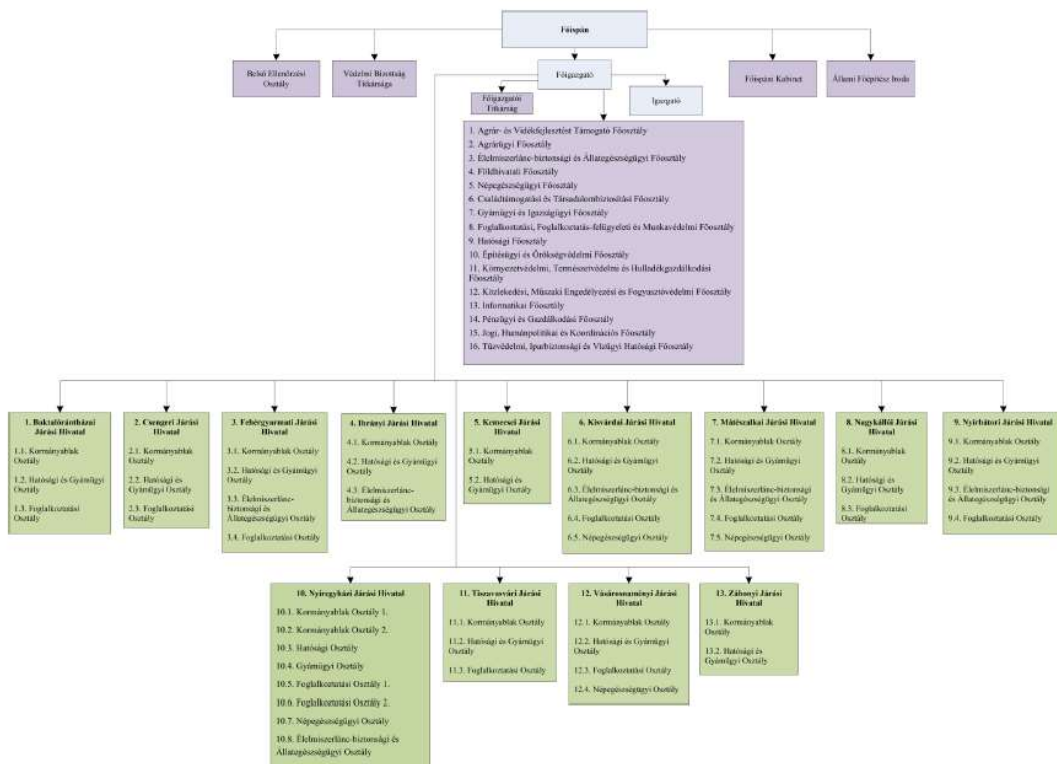 Főispán
Belső Ellenőrzési
Osztály
Védelmi Bizottság
Titkársága
Főigazgató
Főispáni Kabinet
Állami Főépítész Iroda
Főigazgatói
Titkárság
Igazgató
1. Agrár- és Vidékfejlesztést Támogató Főosztály
2. Agrárügyi Főosztály
3. Élelmiszerlánc-biztonsági és Állategészségügyi Főosztály
4. Földhivatali Főosztály
5. Népegészségügyi Főosztály
6. Családtámogatási és Társadalombiztosítási Főosztály
7. Gyámügyi és Igazságügyi Főosztály
8. Foglalkoztatási, Foglalkoztatás-felügyeleti és Munkavédelmi Főosztály
9. Hatósági Főosztály
10. Építésügyi és Örökségvédelmi Főosztály
11. Környezetvédelmi, Természetvédelmi és Hulladékgazdálkodási
Főosztály
12. Közlekedési, Műszaki Engedélyezési és Fogyasztóvédelmi Főosztály
13. Informatikai Főosztály
14. Pénzügyi és Gazdálkodási Főosztály
15. Jogi, Humánpolitikai és Koordinációs Főosztály
16. Tűzvédelmi, Iparbiztonsági és Vízügyi Hatósági Főosztály
1. Baktalórántházai
Járási Hivatal
1.1. Kormányablak
Osztály
1.2. Hatósági és Gyámügyi
Osztály
1.3. Foglalkoztatási Osztály
2. Csengeri Járási
Hivatal
2.1. Kormányablak
Osztály
2.2. Hatósági
és Gyámügyi Osztály
2.3. Foglalkoztatási Osztály
3. Fehérgyarmati Járási
Hivatal
3.1. Kormányablak Osztály
3.2. Hatósági és Gyámügyi
Osztály
3.3. Élelmiszerlánc-
biztonsági és
Állategészségügyi Osztály
3.4. Foglalkoztatási Osztály
4. Ibrányi Járási Hivatal
4.1. Kormányablak Osztály
4.2. Hatósági és Gyámügyi
Osztály
4.3. Élelmiszerlánc-
biztonsági és
Állategészségügyi Osztály
5. Kemecsei Járási
Hivatal
5.1. Kormányablak
Osztály
5.2. Hatósági
és Gyámügyi Osztály
6. Kisvárdai Járási Hivatal
6.1. Kormányablak Osztály
6.2. Hatósági és Gyámügyi
Osztály
6.3. Élelmiszerlánc-biztonsági
és Állategészségügyi Osztály
6.4. Foglalkoztatási Osztály
6.5. Népegészségügyi Osztály
7. Mátészalkai Járási Hivatal
7.1. Kormányablak Osztály
7.2. Hatósági és Gyámügyi
Osztály
7.3. Élelmiszerlánc-biztonsági
és Állategészségügyi Osztály
7.4. Foglalkoztatási Osztály
7.5. Népegészségügyi Osztály
8. Nagykállói Járási
Hivatal
8.1. Kormányablak
Osztály
8.2. Hatósági
és Gyámügyi Osztály
8.3. Foglalkoztatási
Osztály
9. Nyírbátori Járási Hivatal
9.1. Kormányablak Osztály
9.2. Hatósági és Gyámügyi
Osztály
9.3. Élelmiszerlánc-biztonsági
és Állategészségügyi Osztály
9.4. Foglalkoztatási Osztály
10. Nyíregyházi Járási Hivatal
10.1. Kormányablak Osztály 1.
10.2. Kormányablak Osztály 2.
10.3. Hatósági Osztály
10.4. Gyámügyi Osztály
10.5. Foglalkoztatási Osztály 1.
10.6. Foglalkoztatási Osztály 2.
10.7. Népegészségügyi Osztály
10.8. Élelmiszerlánc-biztonsági és
Állategészségügyi Osztály
11. Tiszavasvári Járási
Hivatal
11.1. Kormányablak Osztály
11.2. Hatósági és Gyámügyi
Osztály
11.3. Foglalkoztatási Osztály
12. Vásárosnaményi Járási
Hivatal
12.1. Kormányablak Osztály
12.2. Hatósági és Gyámügyi
Osztály
12.3. Foglalkoztatási Osztály
12.4. Népegészségügyi Osztály
13. Záhonyi Járási
Hivatal
13.1. Kormányablak
Osztály
13.2. Hatósági és
Gyámügyi Osztály